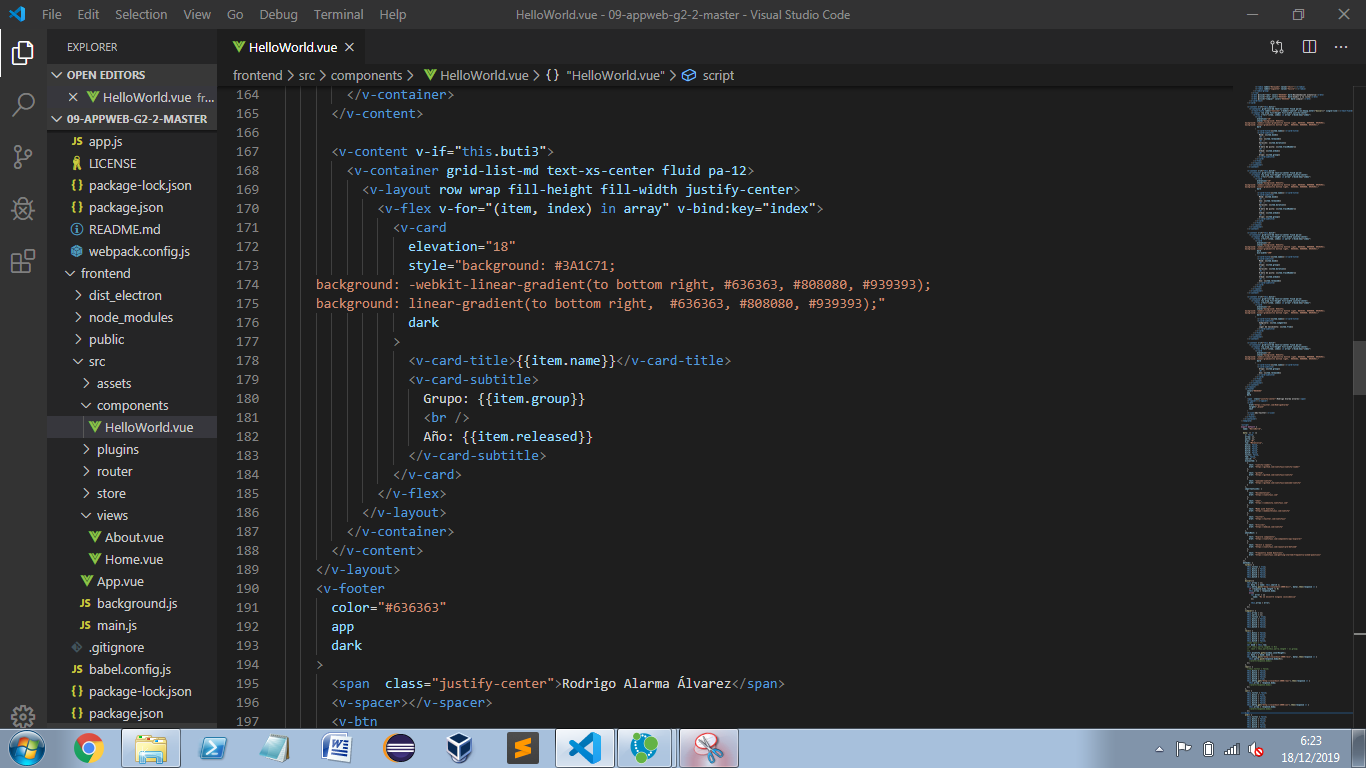 File Edit Selection View Go Debug Terminal Help HelloWorld.vue - 09-appweb-g2-2-master - Visual Studio Code
EXPLORER
OPEN EDITORS
HelloWorld.vue fr...
09-APPWEB-G2-2-MASTER
JS app.js
LICENSE
{} package-lock.json
{} package.json
README.md
webpack.config.js
frontend
dist_electron
node_modules
public
src
assets
components
HelloWorld.vue
plugins
router
store
views
About.vue
Home.vue
App.vue
JS background.js
JS main.js
.gitignore
JS babel.config.js
{} package-lock.json
{} package.json
HelloWorld.vue
frontend > src > components > HelloWorld.vue > {} "HelloWorld.vue" > script
164 </v-container>
165 </v-content>
166
167 <v-content v-if="this.buti3">
168 <v-container grid-list-md text-xs-center fluid pa-12>
169 <v-layout row wrap fill-height fill-width justify-center>
170 <v-flex v-for="(item, index) in array" v-bind:key="index">
171 <v-card
172 elevation="18"
173 style="background: #3A1C71;
174 background: -webkit-linear-gradient(to bottom right, #636363, #808080, #939393);
175 background: linear-gradient(to bottom right,  #636363, #808080, #939393);"
176 dark
177 >
178 <v-card-title>{{item.name}}</v-card-title>
179 <v-card-subtitle>
180 Grupo: {{item.group}}
181 <br />
182 Año: {{item.released}}
183 </v-card-subtitle>
184 </v-card>
185 </v-flex>
186 </v-layout>
187 </v-container>
188 </v-content>
189 </v-layout>
190 <v-footer
191 color="#636363"
192 app
193 dark
194 >
195 <span  class="justify-center">Rodrigo Alarma Álvarez</span>
196 <v-spacer></v-spacer>
197 <v-btn
6:23
18/12/2019